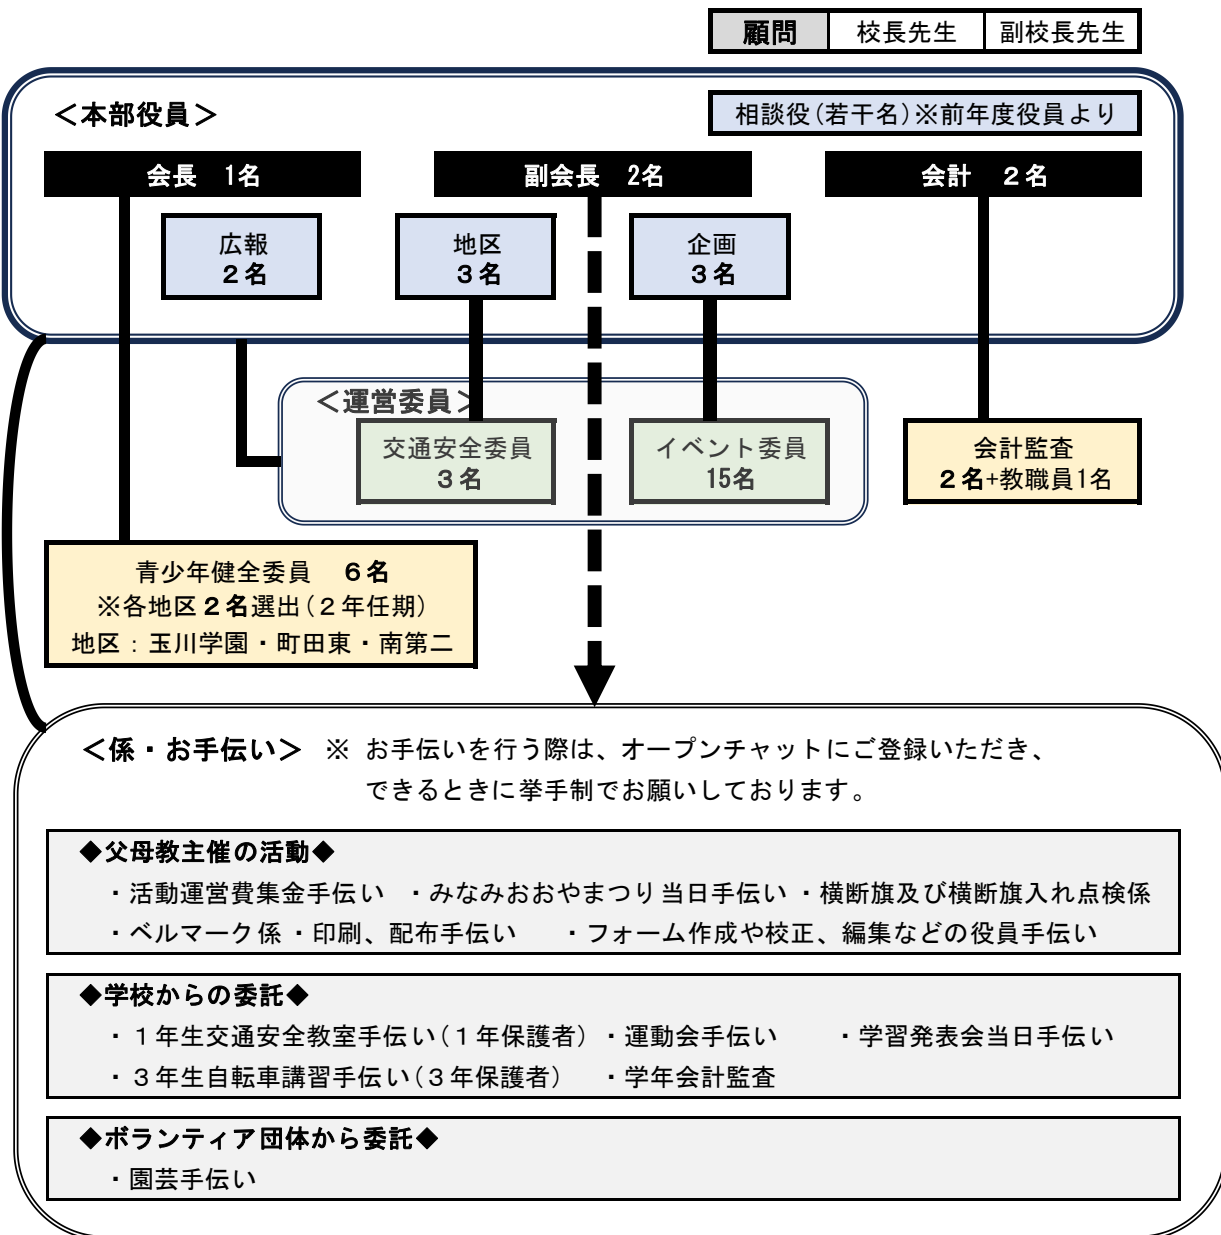 顧問 校長先生 副校長先生
<本部役員>
相談役(若干名)※前年度役員より
会長 1名
副会長 2名
会計 2名
広報
2名
地区
3名
企画
3名
<運営委員>
交通安全委員
3名
イベント委員
15名
会計監査
2名+教職員1名
青少年健全委員 6名
※各地区2名選出(2年任期)
地区:玉川学園・町田東・南第二
<係・お手伝い> ※ お手伝いを行う際は、オープンチャットにご登録いただき、
できるときに挙手制でお願いしております。
◆父母教主催の活動◆
・活動運営費集金手伝い ・みなみおおやまつり当日手伝い ・横断旗及び横断旗入れ点検係
・ベルマーク係 ・印刷、配布手伝い ・フォーム作成や校正、編集などの役員手伝い
◆学校からの委託◆
・1年生交通安全教室手伝い(1年保護者) ・運動会手伝い ・学習発表会当日手伝い
・3年生自転車講習手伝い(3年保護者) ・学年会計監査
◆ボランティア団体から委託◆
・園芸手伝い